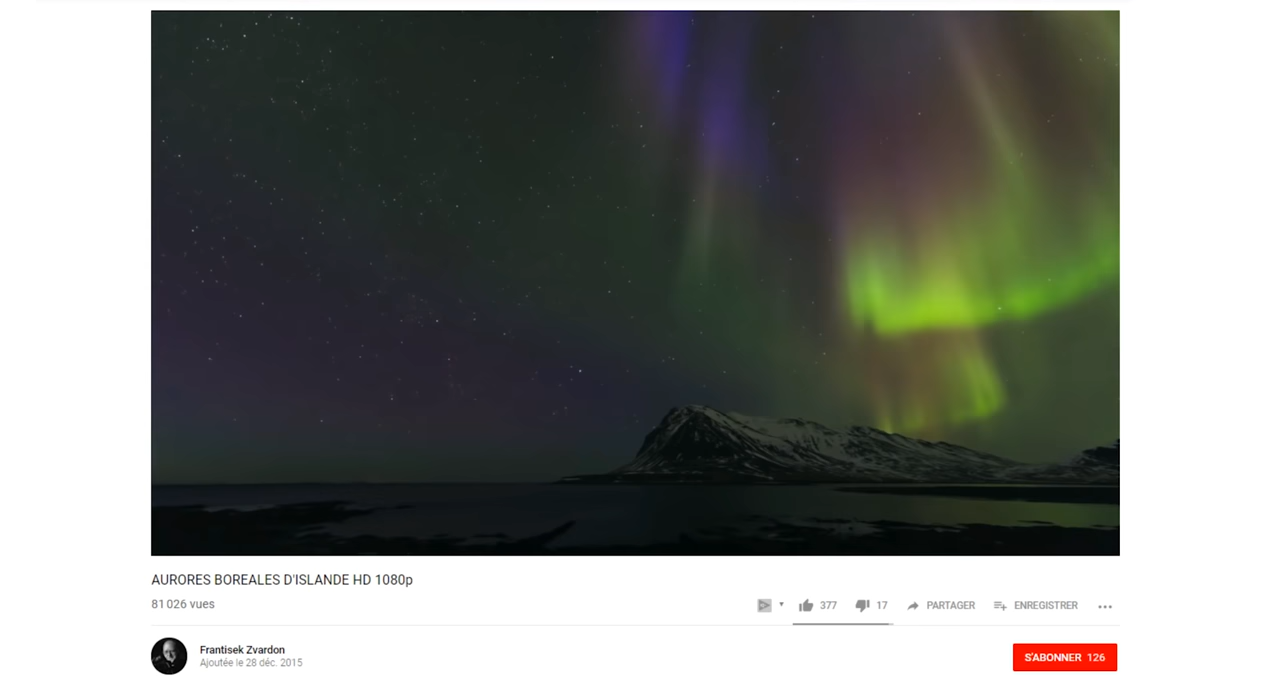 AURORES BOREALES D'ISLANDE HD 1080p
81 026 vues
377 17 PARTAGER ENREGISTRER
Frantisek Zvardon
Ajoutée le 28 déc. 2015
S'ABONNER 126